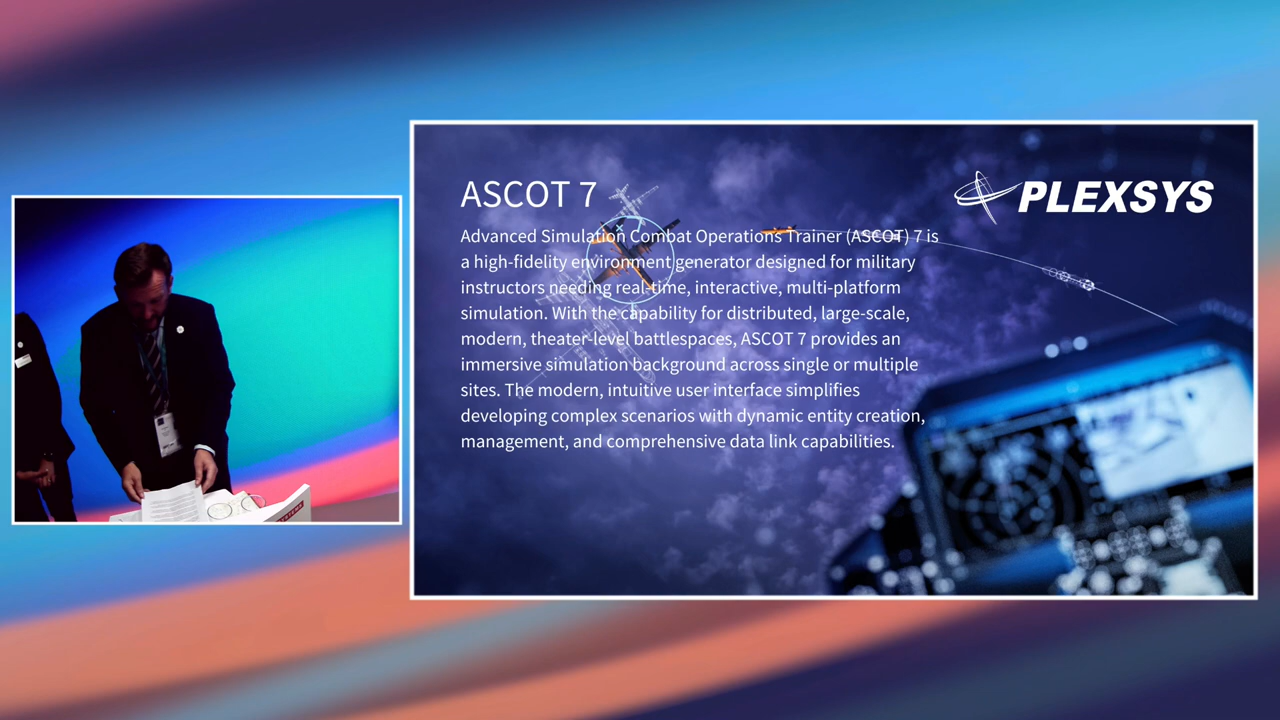 ASCOT 7
PLEXSYS
Advanced Simulation Combat Operations Trainer (ASCOT) 7 is
a high-fidelity environment generator designed for military
instructors needing real-time, interactive, multi-platform
simulation. With the capability for distributed, large-scale,
modern, theater-level battlespaces, ASCOT 7 provides an
immersive simulation background across single or multiple
sites. The modern, intuitive user interface simplifies
developing complex scenarios with dynamic entity creation,
management, and comprehensive data link capabilities.